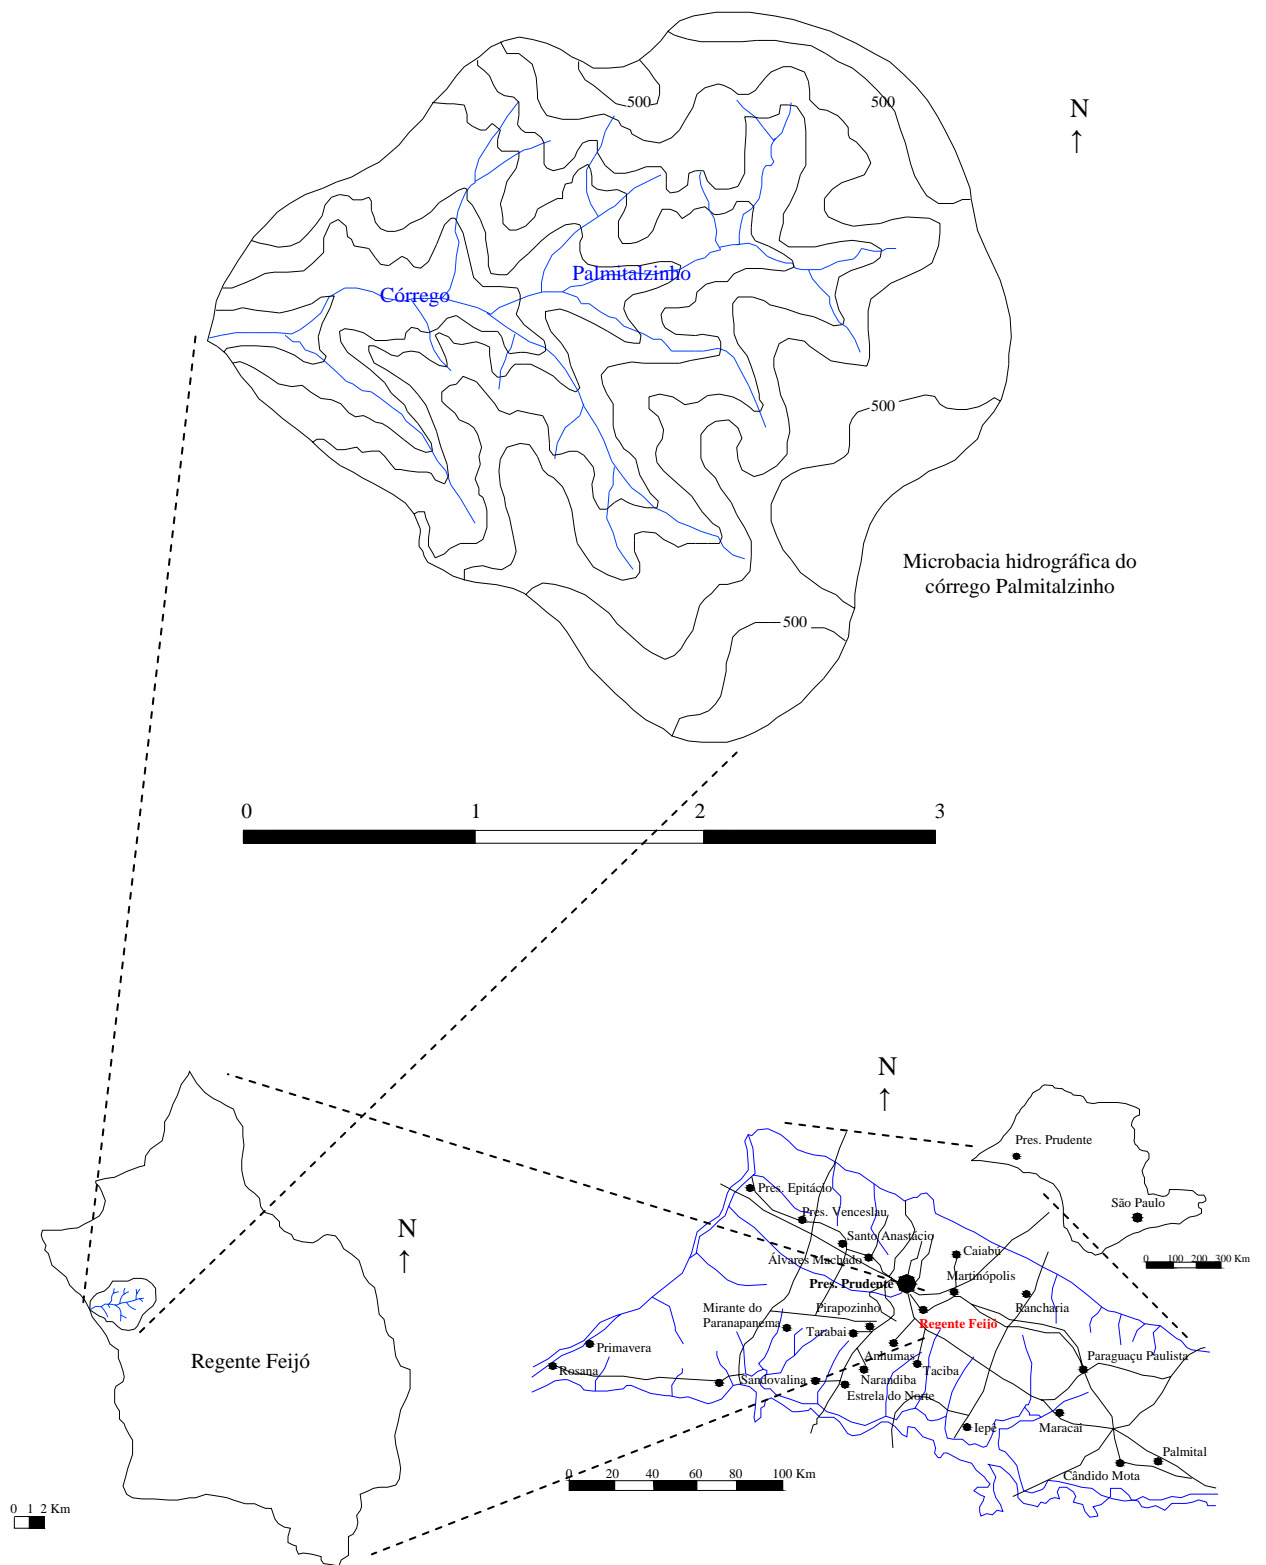 500
500
N
↑
Palmitalzinho
Córrego
500
Microbacia hidrográfica do
córrego Palmitalzinho
500
0 1 2 3
N
↑
Pres. Prudente
São Paulo
0 100 200 300 Km
Pres. Epitácio
Pres. Venceslau
Santo Anastácio
Álvares Machado
Caiabú
Pres. Prudente
Martinópolis
Rancharia
Mirante do
Paranapanema
Pirapozinho
Tarabai
Regente Feijó
Primavera
Rosana
Anhumas
Taciba
Paraguaçu Paulista
Sandovalina
Narandiba
Estrela do Norte
Iepê
Maracaí
Palmital
Cândido Mota
0 20 40 60 80 100 Km
N
↑
Regente Feijó
0 1 2 Km